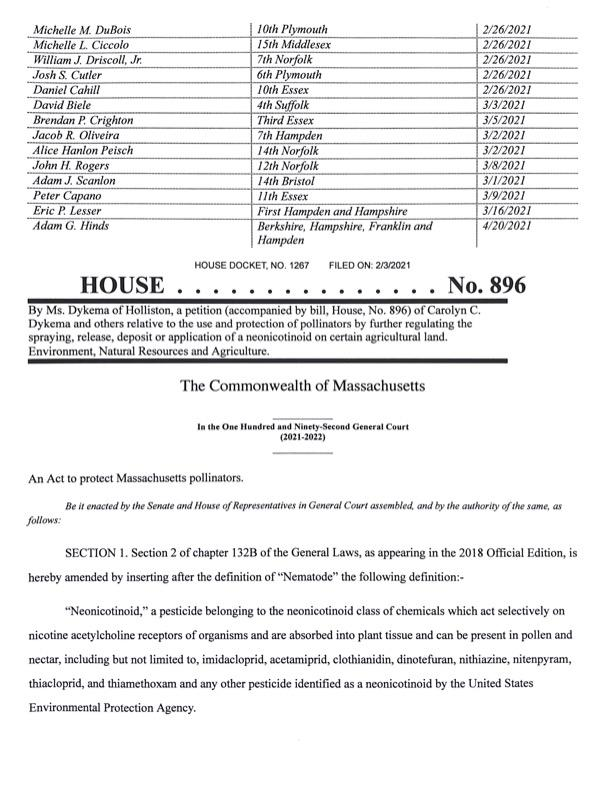 Michelle M. DuBois 10th Plymouth 2/26/2021
Michelle L. Ciccolo 15th Middlesex 2/26/2021
William J. Driscoll, Jr. 7th Norfolk 2/26/2021
Josh S. Cutler 6th Plymouth 2/26/2021
Daniel Cahill 10th Essex 2/26/2021
David Biele 4th Suffolk 3/3/2021
Brendan P. Crighton Third Essex 3/5/2021
Jacob R. Oliveira 7th Hampden 3/2/2021
Alice Hanlon Peisch 14th Norfolk 3/2/2021
John H. Rogers 12th Norfolk 3/8/2021
Adam J. Scanlon 14th Bristol 3/1/2021
Peter Capano 11th Essex 3/9/2021
Eric P. Lesser First Hampden and Hampshire 3/16/2021
Adam G. Hinds Berkshire, Hampshire, Franklin and 4/20/2021
Hampden
HOUSE DOCKET, NO. 1267 FILED ON: 2/3/2021
HOUSE . . . . . . . . . . . . . . . No. 896
By Ms. Dykema of Holliston, a petition (accompanied by bill, House, No. 896) of Carolyn C.
Dykema and others relative to the use and protection of pollinators by further regulating the
spraying, release, deposit or application of a neonicotinoid on certain agricultural land.
Environment, Natural Resources and Agriculture.
The Commonwealth of Massachusetts
In the One Hundred and Ninety-Second General Court
(2021-2022)
An Act to protect Massachusetts pollinators.
Be it enacted by the Senate and House of Representatives in General Court assembled, and by the authority of the same, as
follows:
SECTION 1. Section 2 of chapter 132B of the General Laws, as appearing in the 2018 Official Edition, is
hereby amended by inserting after the definition of “Nematode” the following definition:-
“Neonicotinoid,” a pesticide belonging to the neonicotinoid class of chemicals which act selectively on
nicotine acetylcholine receptors of organisms and are absorbed into plant tissue and can be present in pollen and
nectar, including but not limited to, imidacloprid, acetamiprid, clothianidin, dinotefuran, nithiazine, nitenpyram,
thiacloprid, and thiamethoxam and any other pesticide identified as a neonicotinoid by the United States
Environmental Protection Agency.